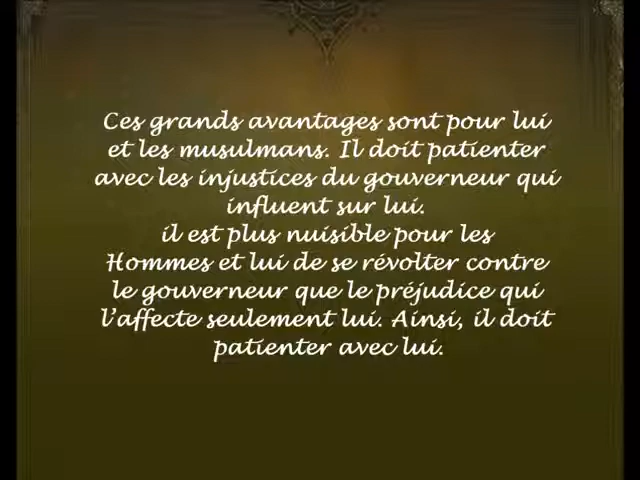 Ces grands avantages sont pour lui
et les musulmans. Il doit patienter
avec les injustices du gouverneur qui
influent sur lui.
il est plus nuisible pour les
Hommes et lui de se révolter contre
le gouverneur que le préjudice qui
l'affecte seulement lui. Ainsi, il doit
patienter avec lui.